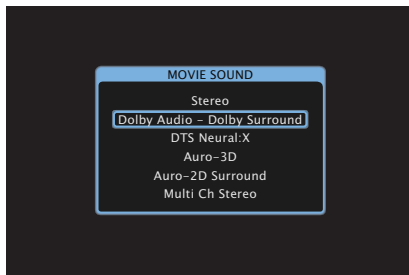 MOVIE SOUND
Stereo
Dolby Audio – Dolby Surround
DTS Neural:X
Auro-3D
Auro-2D Surround
Multi Ch Stereo